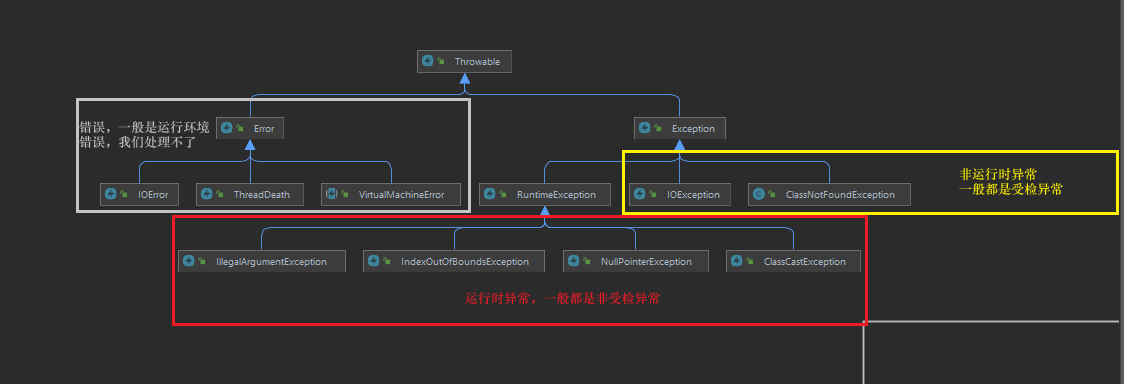 Throwable
错误，一般是运行环境
错误，我们处理不了
Error
Exception
非运行时异常
一般都是受检异常
IOError
ThreadDeath
VirtualMachineError
RuntimeException
IOException
ClassNotFoundException
IllegalArgumentException
IndexOutOfBoundsException
NullPointerException
ClassCastException
运行时异常，一般都是非受检异常